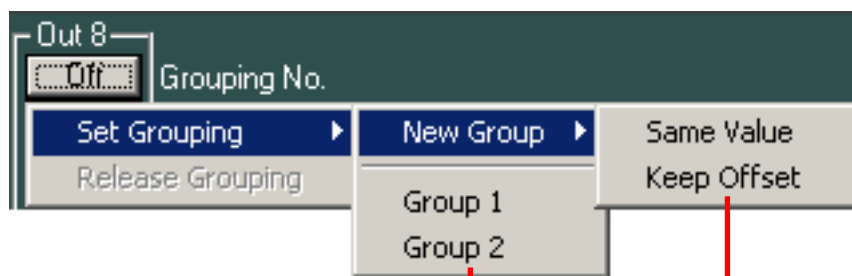 Out 8
Off Grouping No.
Set Grouping New Group Same Value
Release Grouping Keep Offset
Group 1
Group 2